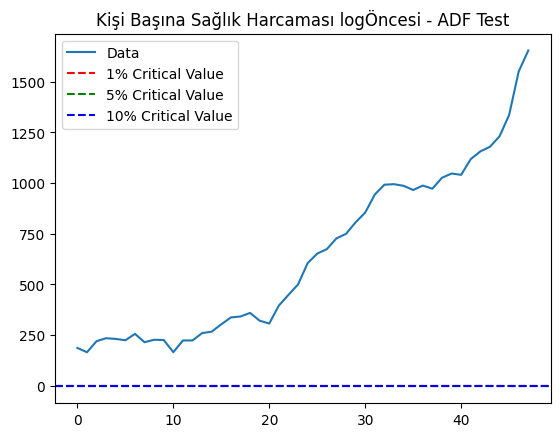 Kişi Başına Sağlık Harcaması logÖncesi - ADF Test
Data
1% Critical Value
5% Critical Value
10% Critical Value
1500
1250
1000
750
500
250
0
0 10 20 30 40